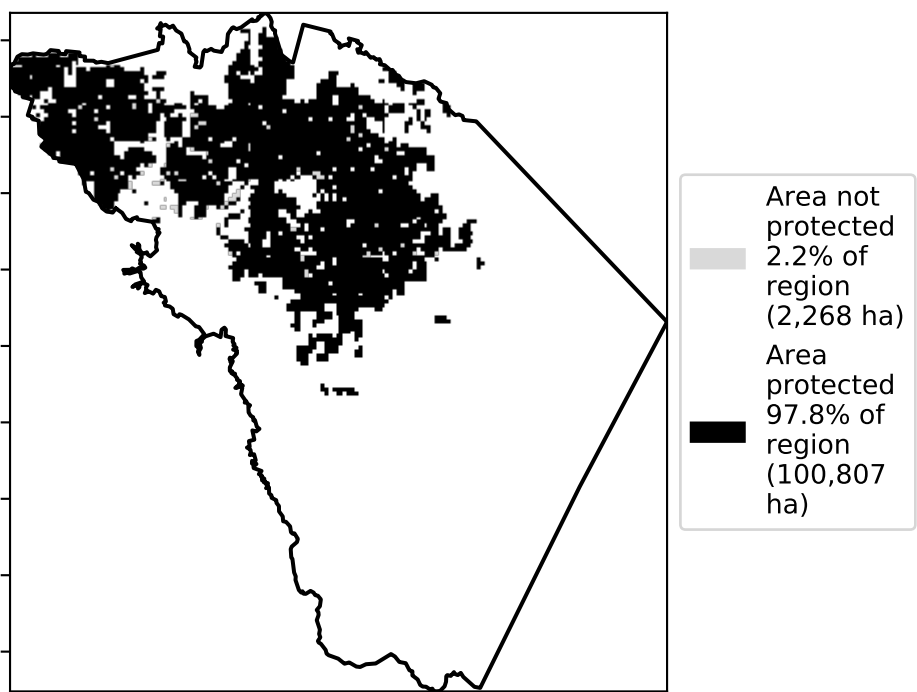 Area not
protected
2.2% of
region
(2,268 ha)
Area
protected
97.8% of
region
(100,807
ha)